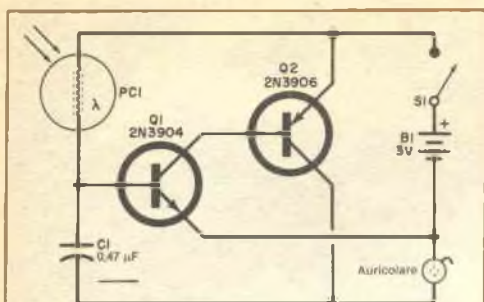 Q2
2N3906
PC1
λ
Q1
2N3904
S1
+
B1
3V
C1
0,47 µF
Auricolare